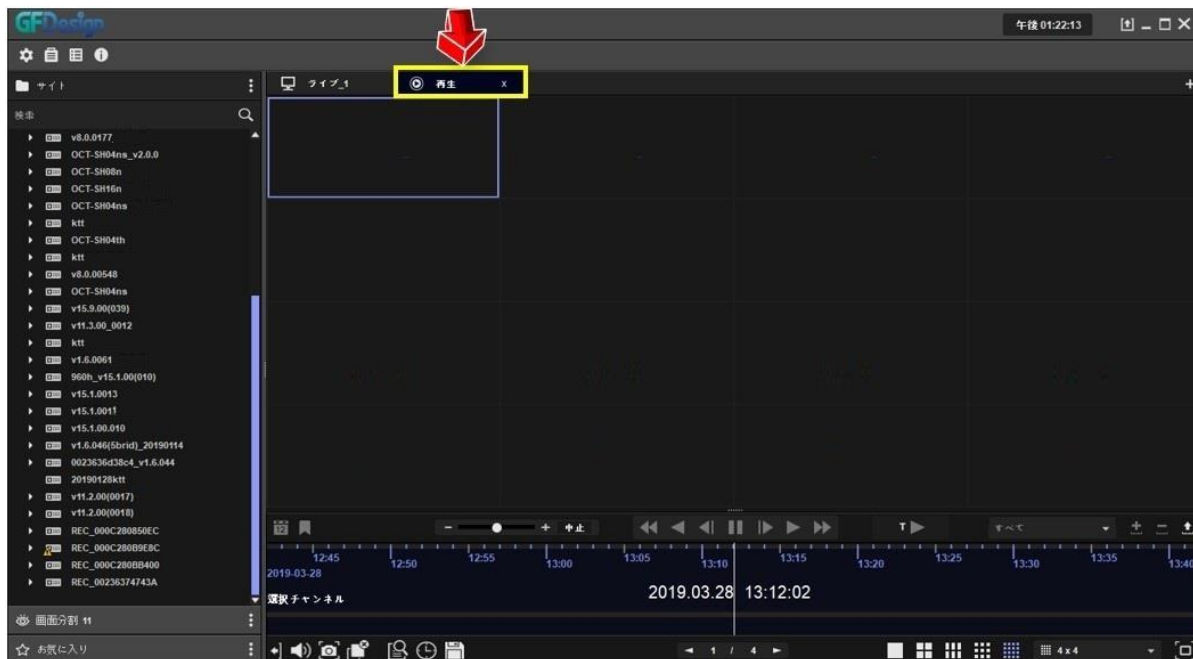 GFDesign
午後 01:22:13
サイト
ライブ_1
再生
x
検索
v8.0.0177
OCT-SH04ns_v2.0.0
OCT-SH08n
OCT-SH16n
OCT-SH04ns
ktt
OCT-SH04th
ktt
v8.0.00548
OCT-SH04ns
v15.9.00(039)
v11.3.00_0012
ktt
v1.6.0061
960h_v15.1.00(010)
v15.1.0013
v15.1.0011
v15.1.00.010
v1.6.046(5brid)_20190114
0023636d38c4_v1.6.044
20190128ktt
v11.2.00(0017)
v11.2.00(0018)
REC_000C280850EC
REC_000C280B9E8C
REC_000C280BB400
REC_00236374743A
画面分割 11
お気に入り
12
中止
T
すべて
12:45 12:50 12:55 13:00 13:05 13:10 13:15 13:20 13:25 13:30 13:35 13:40
2019-03-28
選択チャンネル
2019.03.28 13:12:02
1 / 4
4 x 4